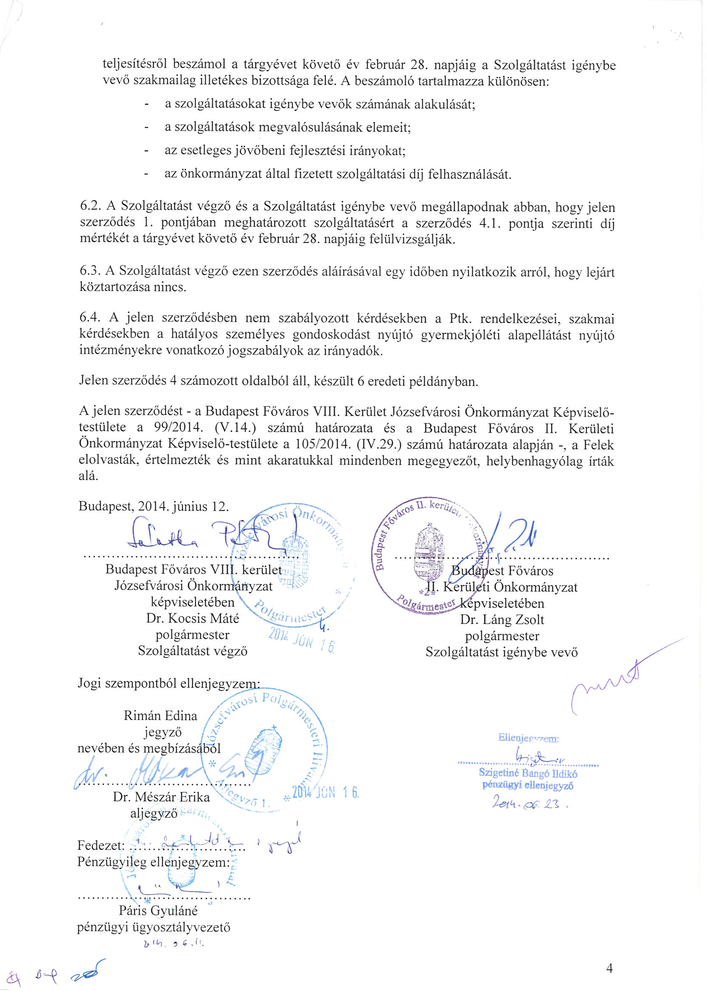 teljesítésről beszámol a tárgyévet követő év február 28. napjáig a Szolgáltatást igénybe
vevő szakmailag illetékes bizottsága felé. A beszámoló tartalmazza különösen:
- a szolgáltatásokat igénybe vevők számának alakulását;
- a szolgáltatások megvalósulásának elemeit;
- az esetleges jövőbeni fejlesztési irányokat;
- az önkormányzat által fizetett szolgáltatási díj felhasználását.
6.2. A Szolgáltatást végző és a Szolgáltatást igénybe vevő megállapodnak abban, hogy jelen
szerződés 1. pontjában meghatározott szolgáltatásért a szerződés 4.1. pontja szerinti díj
mértékét a tárgyévet követő év február 28. napjáig felülvizsgálják.
6.3. A Szolgáltatást végző ezen szerződés aláírásával egy időben nyilatkozik arról, hogy lejárt
köztartozása nincs.
6.4. A jelen szerződésben nem szabályozott kérdésekben a Ptk. rendelkezései, szakmai
kérdésekben a hatályos személyes gondoskodást nyújtó gyermekjóléti alapellátást nyújtó
intézményekre vonatkozó jogszabályok az irányadók.
Jelen szerződés 4 számozott oldalból áll, készült 6 eredeti példányban.
A jelen szerződést - a Budapest Főváros VIII. Kerület Józsefvárosi Önkormányzat Képviselő-
testülete a 99/2014. (V.14.) számú határozata és a Budapest Főváros II. Kerületi
Önkormányzat Képviselő-testülete a 105/2014. (IV.29.) számú határozata alapján -, a Felek
elolvasták, értelmezték és mint akaratukkal mindenben megegyezőt, helybenhagyólag írták
alá.
Budapest, 2014. június 12.
Józsefvárosi Önkormány
Polgármester
4.
2014 JÚN 16.
Budapest Főváros VIII. kerület
Józsefvárosi Önkormányzat
képviseletében
Dr. Kocsis Máté
polgármester
Szolgáltatást végző
Budapest Főváros II. kerületi Önkormányzat
*2*
Polgármester
Budapest Főváros
II. Kerületi Önkormányzat
képviseletében
Dr. Láng Zsolt
polgármester
Szolgáltatást igénybe vevő
Jogi szempontból ellenjegyzem:
Józsefvárosi Polgármesteri Hivatal
Aljegyző 1.
Rimán Edina
jegyző
nevében és megbízásából
dr. Mészár Erika
2014 JÚN 16.
Dr. Mészár Erika
aljegyző
Ellenjegyzem:
Szigetiné Bangó Ildikó
pénzügyi ellenjegyző
2014. 06. 23.
Józsefvárosi Polgármesteri Hivatal
Fedezet:
Pénzügyileg ellenjegyzem:
Páris Gyuláné
pénzügyi ügyosztályvezető
2014. 06. 11.
4